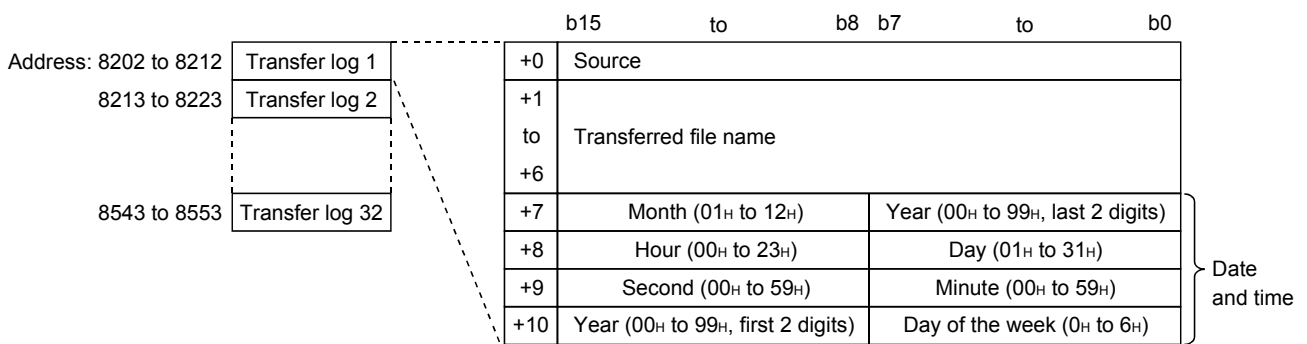 b15 to b8 b7 to b0
Address: 8202 to 8212 Transfer log 1 +0 Source
8213 to 8223 Transfer log 2 +1
to Transferred file name
+6
8543 to 8553 Transfer log 32 +7 Month (01H to 12H) Year (00H to 99H, last 2 digits)
+8 Hour (00H to 23H) Day (01H to 31H)
+9 Second (00H to 59H) Minute (00H to 59H)
+10 Year (00H to 99H, first 2 digits) Day of the week (0H to 6H)
Date
and time